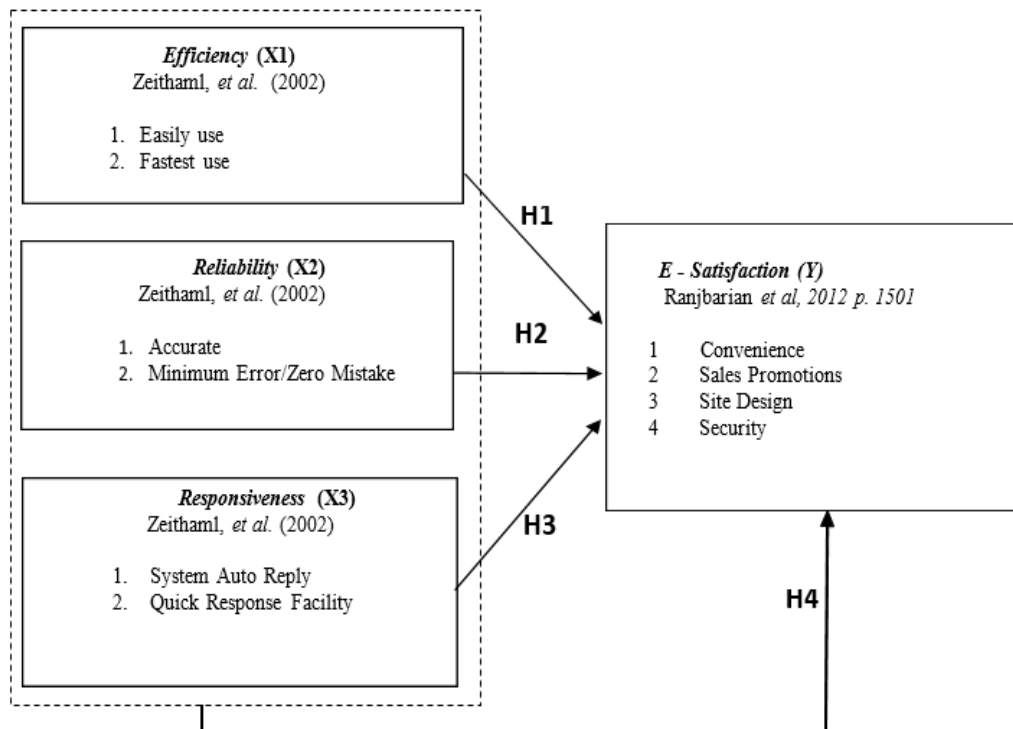 Efficiency (X1)
Zeithaml, et al. (2002)
1. Easily use
2. Fastest use
H1
Reliability (X2)
Zeithaml, et al. (2002)
1. Accurate
2. Minimum Error/Zero Mistake
H2
Responsiveness (X3)
Zeithaml, et al. (2002)
1. System Auto Reply
2. Quick Response Facility
H3
E - Satisfaction (Y)
Ranjbarian et al, 2012 p. 1501
1 Convenience
2 Sales Promotions
3 Site Design
4 Security
H4